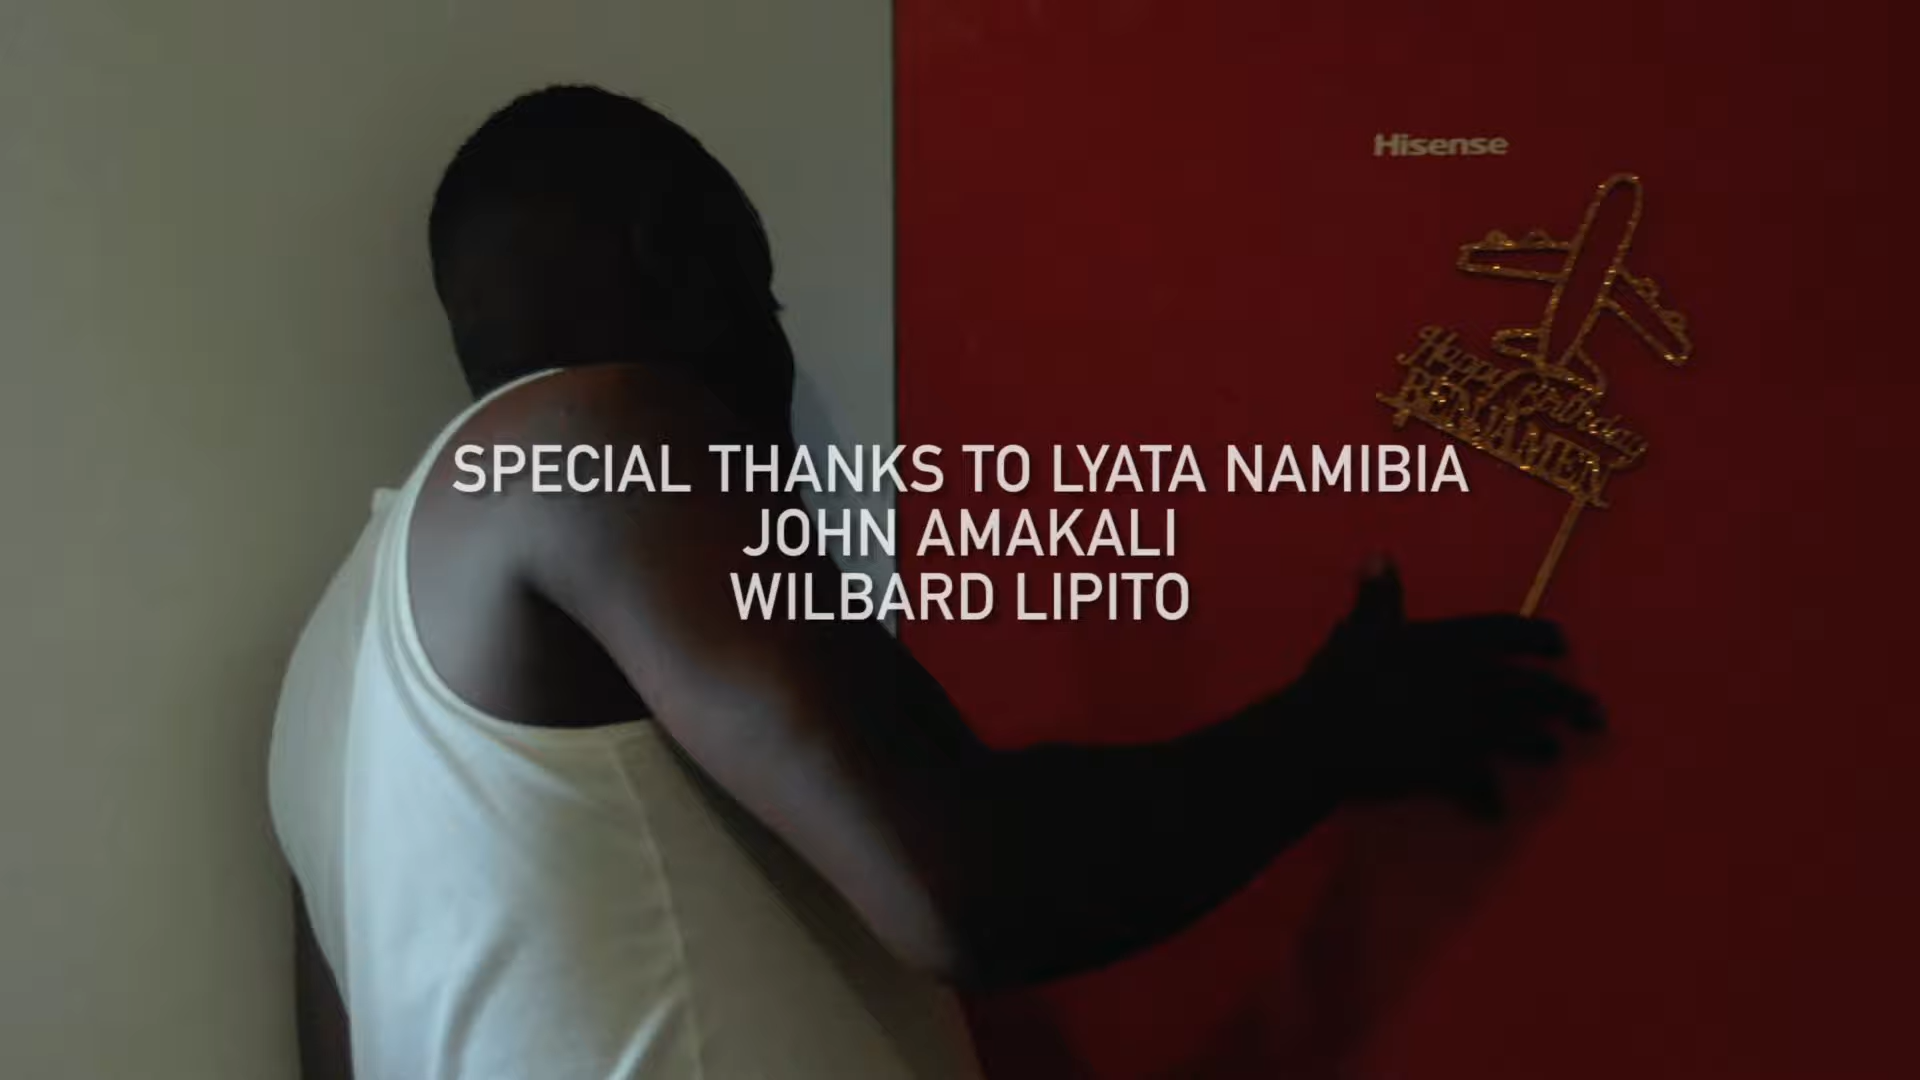 Hisense
Happy Birthday
BENJAMEN
SPECIAL THANKS TO LYATA NAMIBIA
JOHN AMAKALI
WILBARD LIPITO